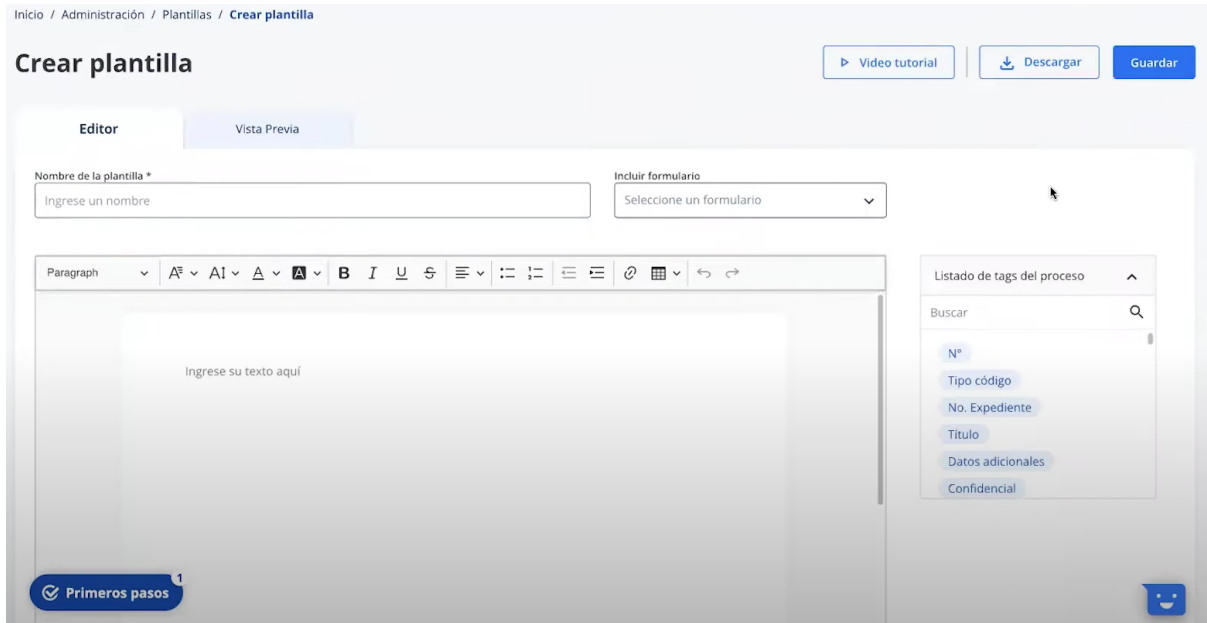 Inicio / Administración / Plantillas / Crear plantilla
Crear plantilla
Video tutorial
Descargar
Guardar
Editor
Vista Previa
Nombre de la plantilla *
Incluir formulario
Ingrese un nombre
Seleccione un formulario
Paragraph
B I U S
Listado de tags del proceso
Buscar
Ingrese su texto aquí
N°
Tipo código
No. Expediente
Título
Datos adicionales
Confidencial
Primeros pasos
1